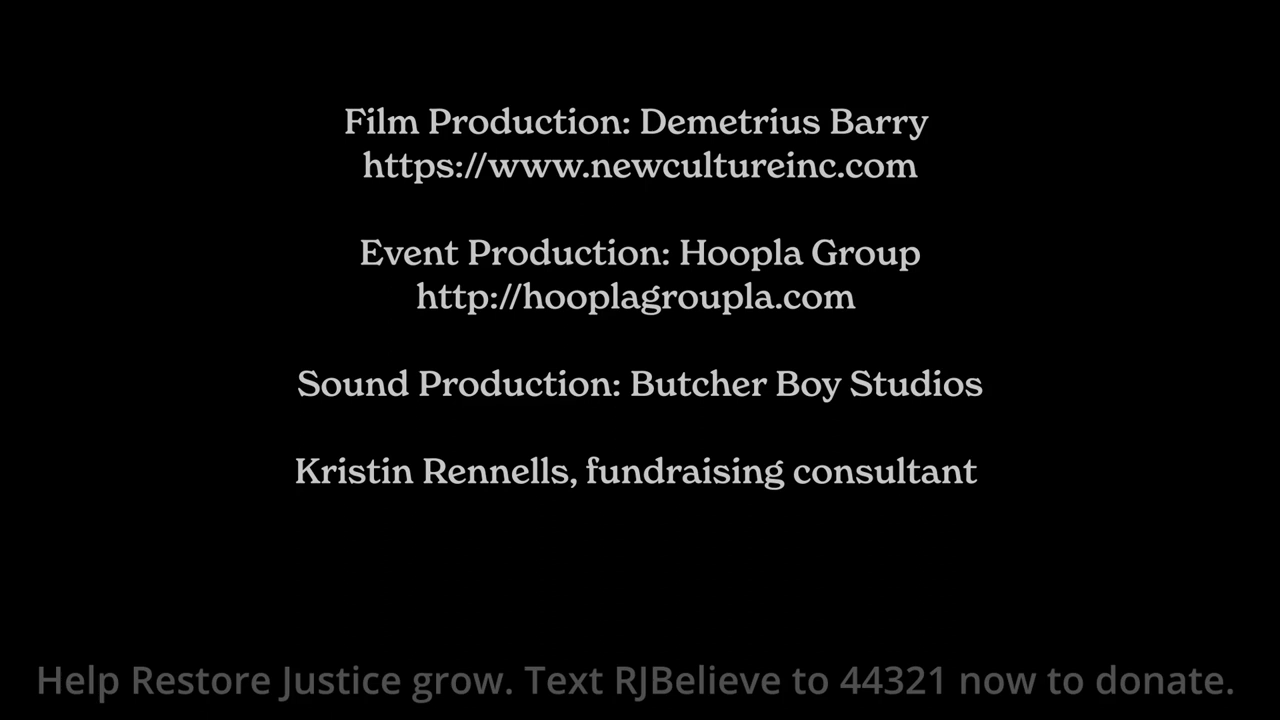 Film Production: Demetrius Barry
https://www.newcultureinc.com
Event Production: Hoopla Group
http://hooplagroupla.com
Sound Production: Butcher Boy Studios
Kristin Rennells, fundraising consultant
Help Restore Justice grow. Text RJBelieve to 44321 now to donate.